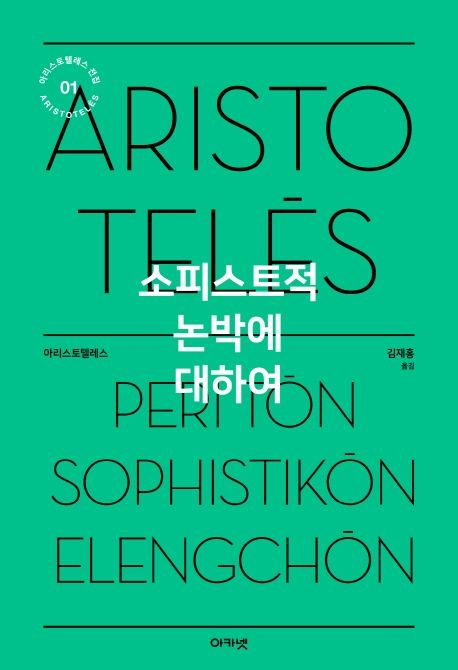 아리스토텔레스 전집
01
ARISTOTELES
ARISTO
TELĒS
소피스트적
논박에
대하여
아리스토텔레스
김재홍
옮김
PERI TŌN
SOPHISTIKŌN
ELENGCHŌN
아카넷